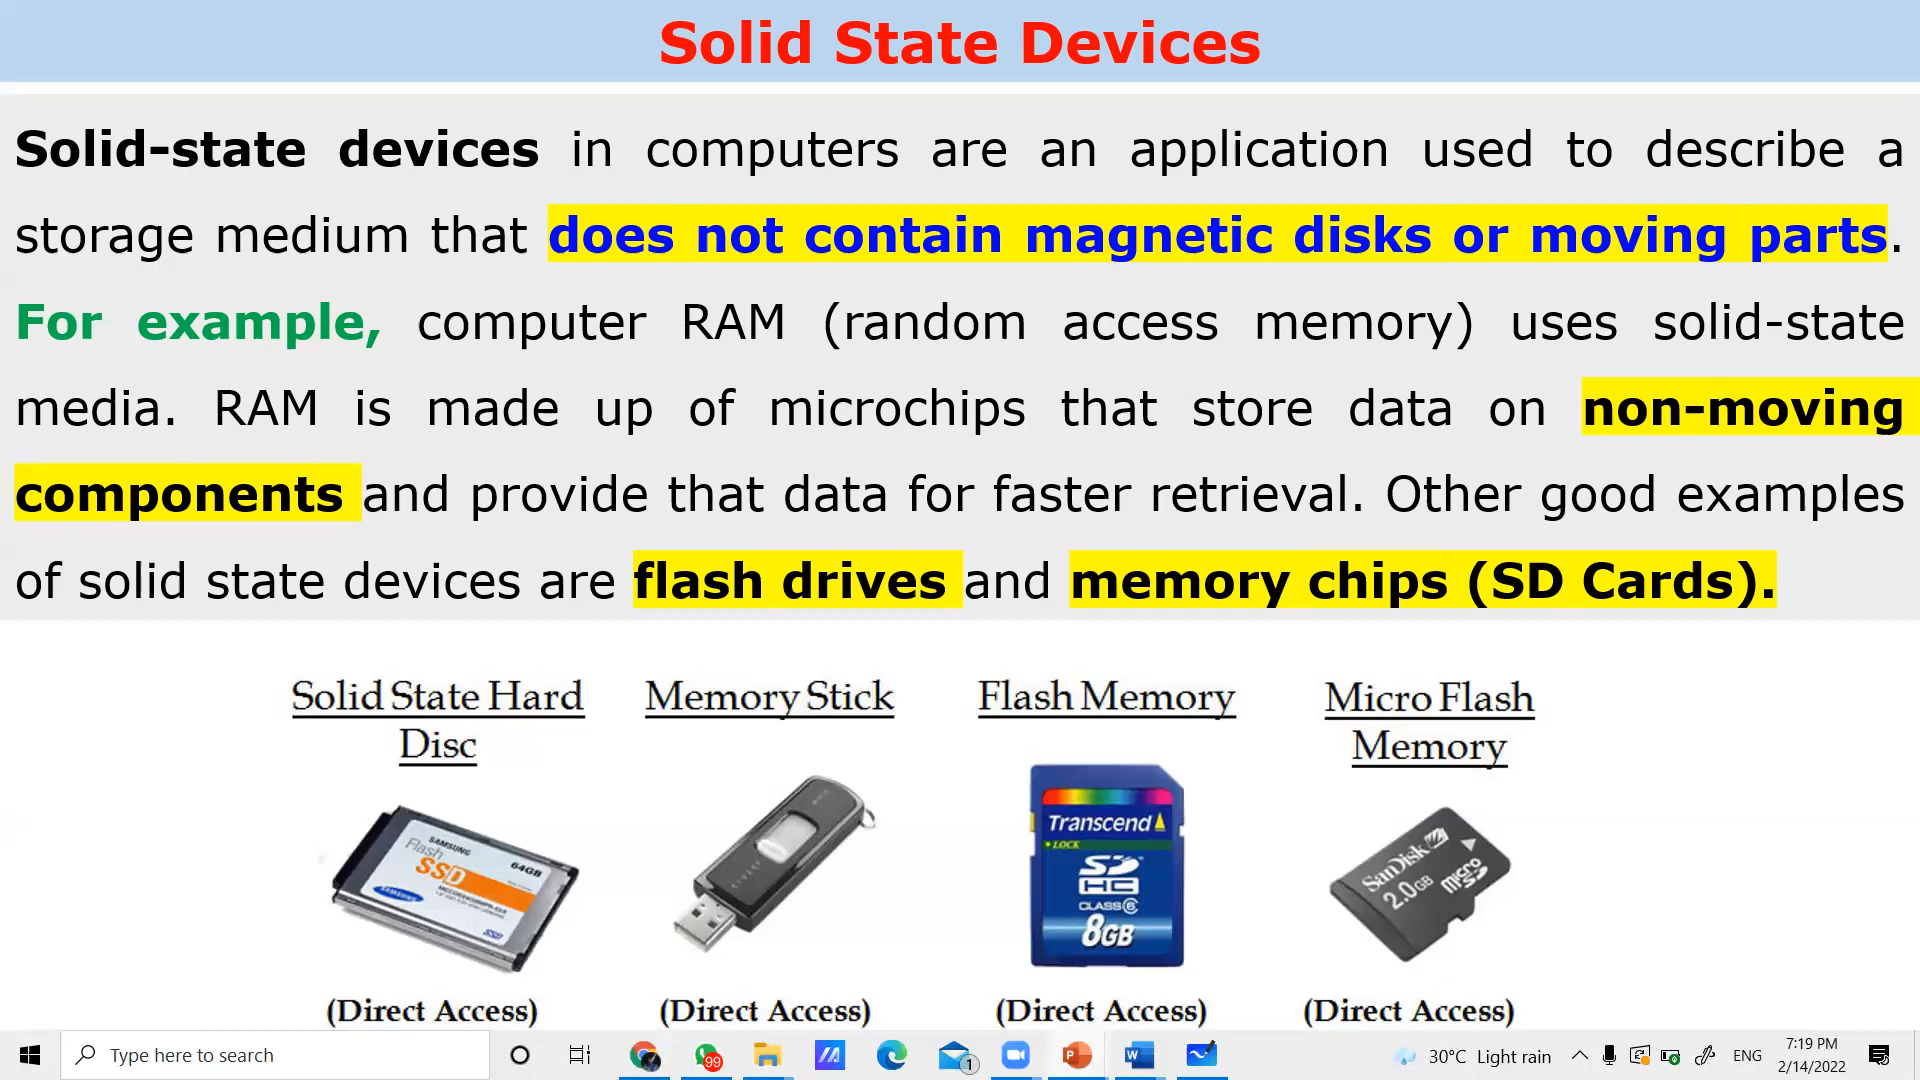 Solid State Devices
Solid-state devices in computers are an application used to describe a
storage medium that does not contain magnetic disks or moving parts.
For example, computer RAM (random access memory) uses solid-state
media. RAM is made up of microchips that store data on non-moving
components and provide that data for faster retrieval. Other good examples
of solid state devices are flash drives and memory chips (SD Cards).
Solid State Hard
Disc
Memory Stick
Flash Memory
Micro Flash
Memory
SAMSUNG
Flash
SSD
64GB
SAMSUNG
Transcend
LOCK
SD
HC
CLASS 6
8GB
SanDisk
2.0GB
micro
SD
(Direct Access)
(Direct Access)
(Direct Access)
(Direct Access)
Type here to search
99
1
30°C Light rain
ENG
7:19 PM
2/14/2022